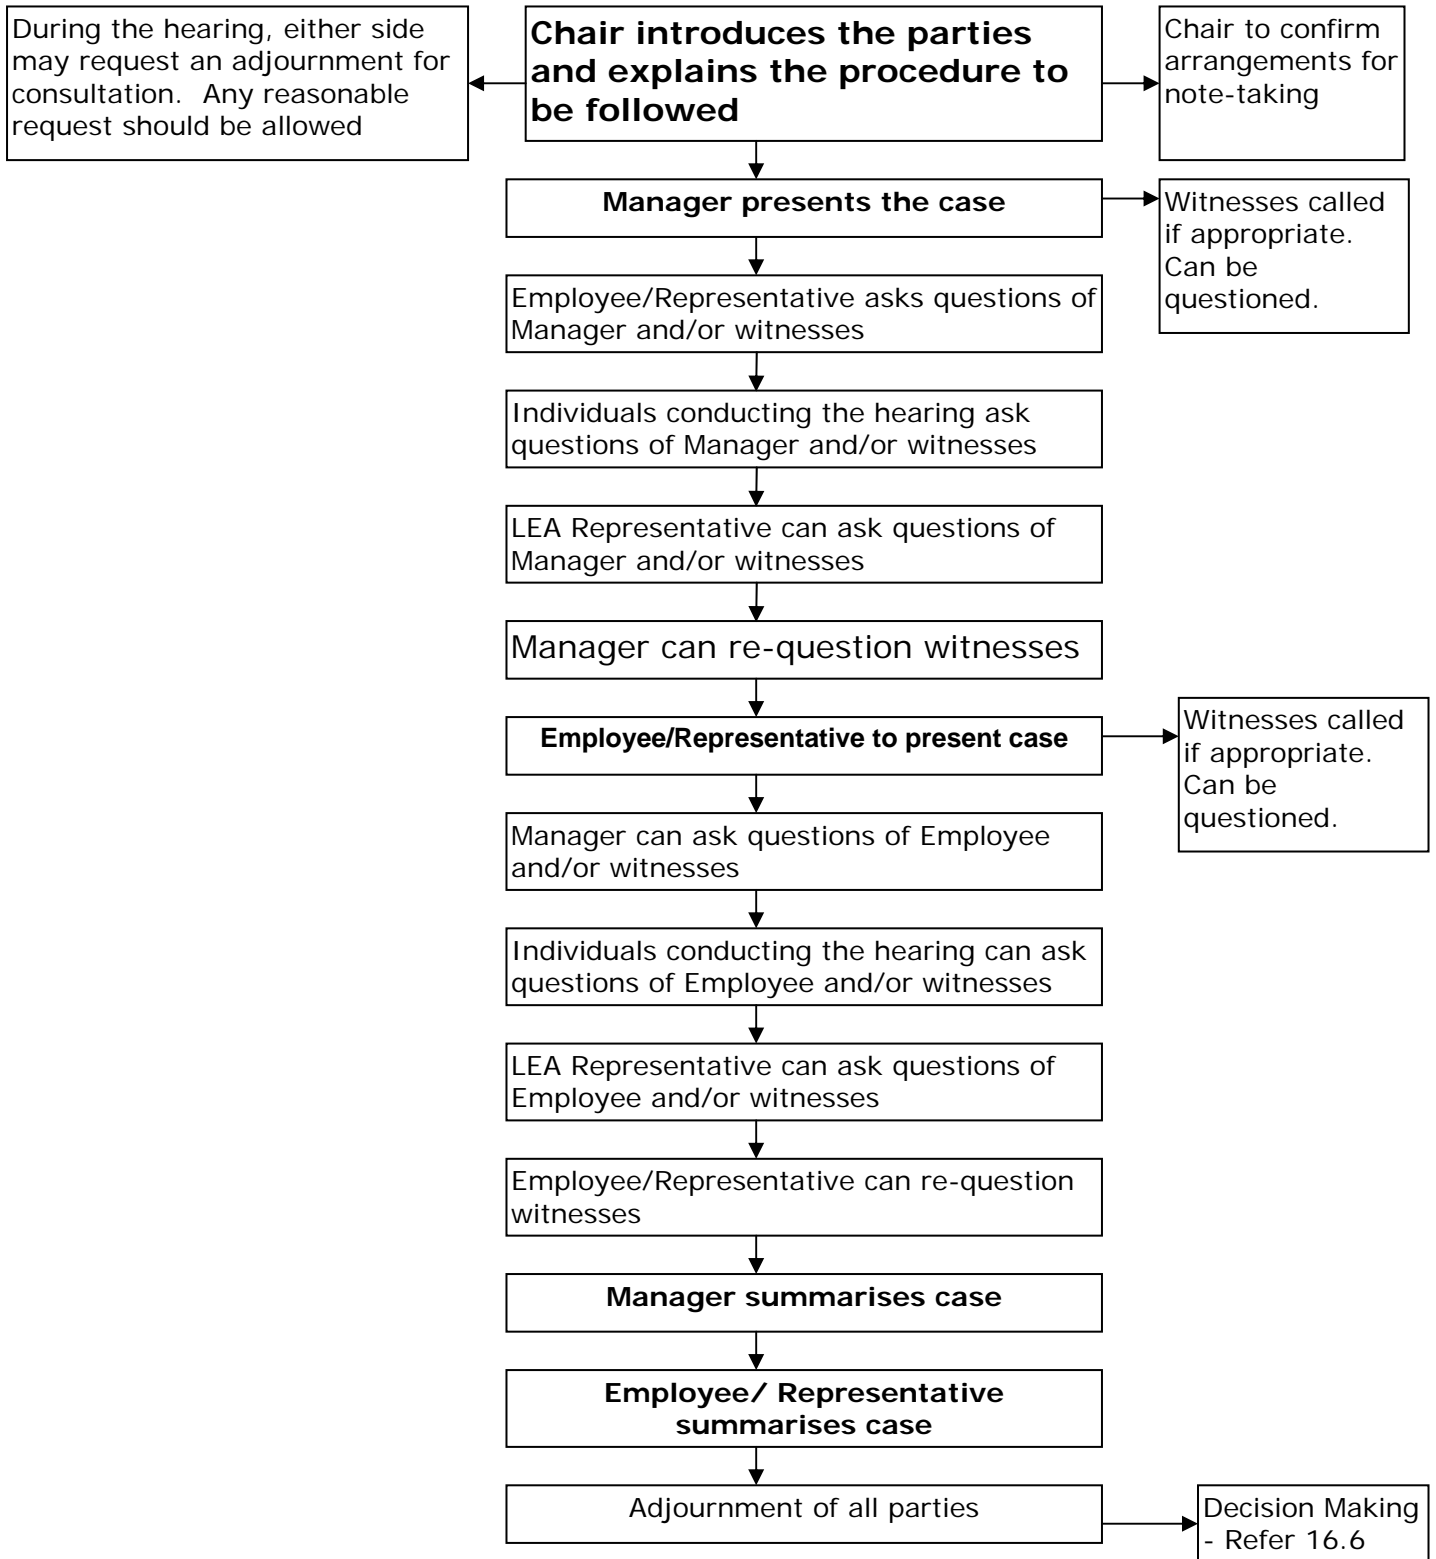 During the hearing, either side
may request an adjournment for
consultation.  Any reasonable
request should be allowed
Chair introduces the parties
and explains the procedure to
be followed
Chair to confirm
arrangements for
note-taking
Manager presents the case
Witnesses called
if appropriate.
Can be
questioned.
Employee/Representative asks questions of
Manager and/or witnesses
Individuals conducting the hearing ask
questions of Manager and/or witnesses
LEA Representative can ask questions of
Manager and/or witnesses
Manager can re-question witnesses
Employee/Representative to present case
Witnesses called
if appropriate.
Can be
questioned.
Manager can ask questions of Employee
and/or witnesses
Individuals conducting the hearing can ask
questions of Employee and/or witnesses
LEA Representative can ask questions of
Employee and/or witnesses
Employee/Representative can re-question
witnesses
Manager summarises case
Employee/ Representative
summarises case
Adjournment of all parties
Decision Making
- Refer 16.6